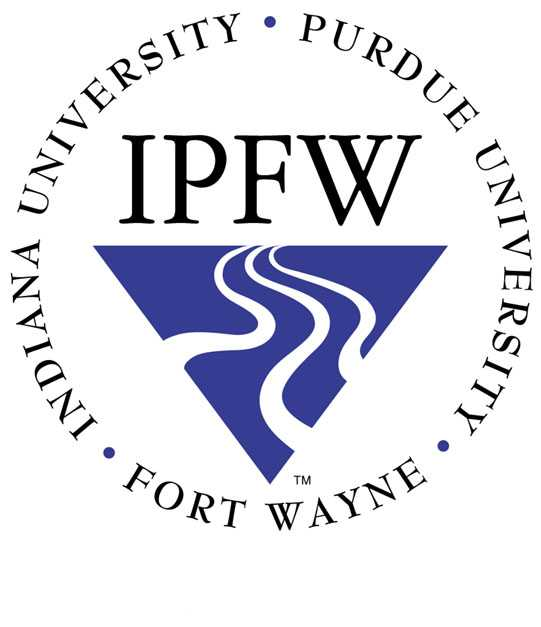 INDIANA UNIVERSITY • PURDUE UNIVERSITY • FORT WAYNE •
IPFW
TM